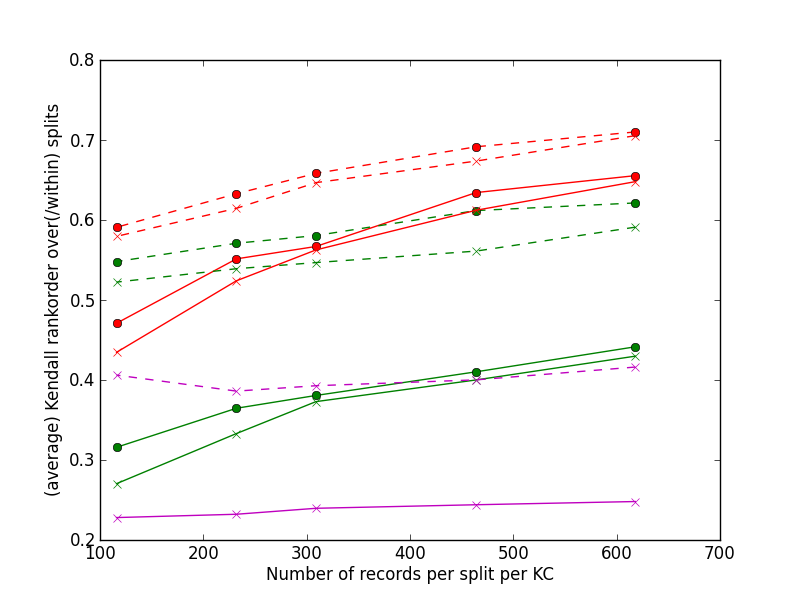 0.8
0.7
0.6
0.5
0.4
0.3
0.2
100 200 300 400 500 600 700
Number of records per split per KC
(average) Kendall rankorder over(/within) splits